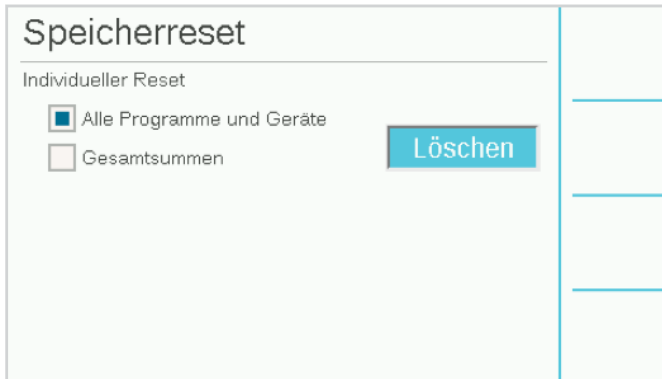 Speicherreset
Individueller Reset
Alle Programme und Geräte
Gesamtsummen
Löschen